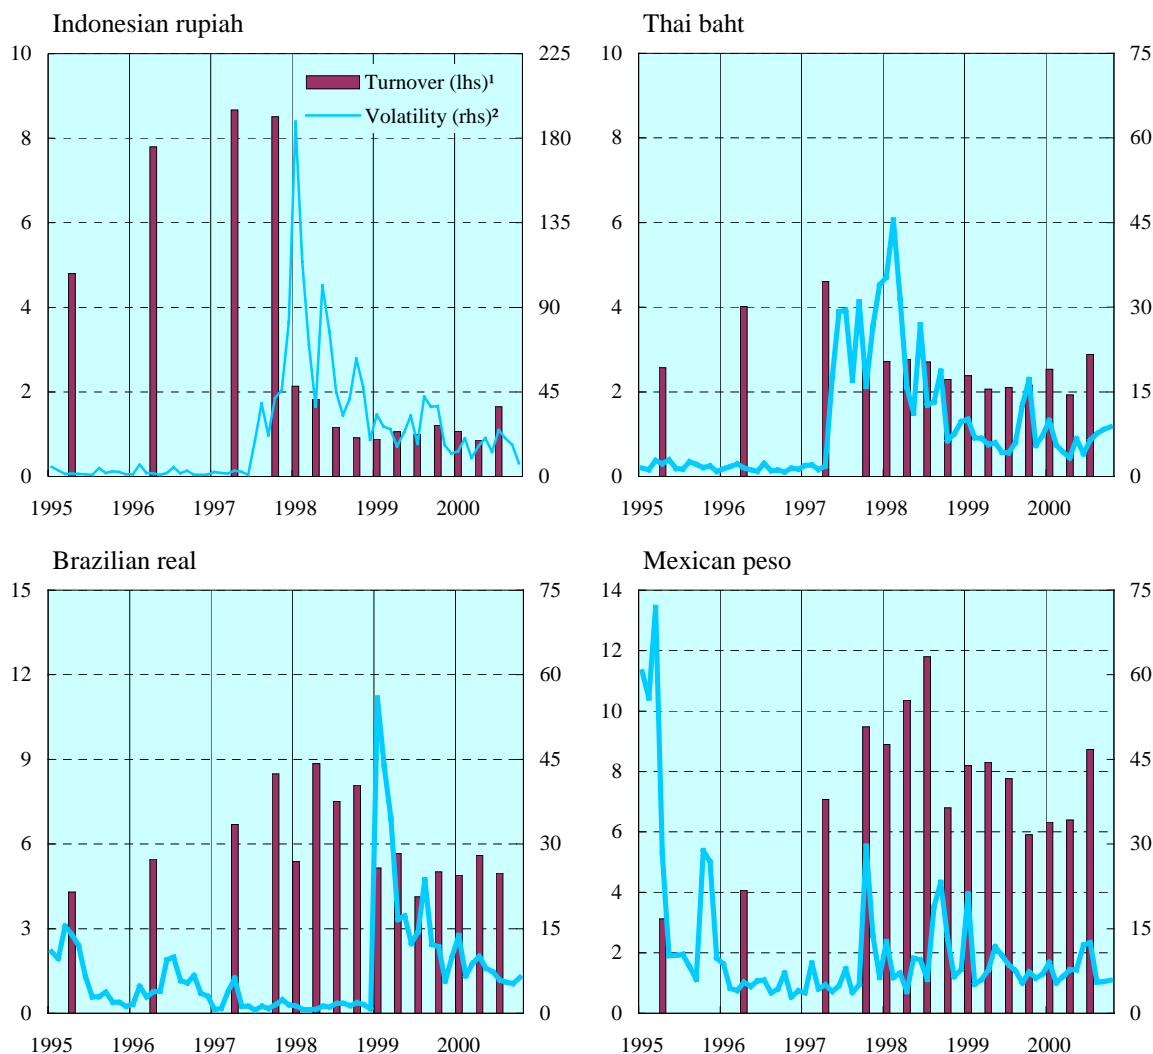 Indonesian rupiah
10 225
Turnover (lhs)¹
Volatility (rhs)²
8 180
6 135
4 90
2 45
0 0
1995 1996 1997 1998 1999 2000
Thai baht
10 75
8 60
6 45
4 30
2 15
0 0
1995 1996 1997 1998 1999 2000
Brazilian real
15 75
12 60
9 45
6 30
3 15
0 0
1995 1996 1997 1998 1999 2000
Mexican peso
14 75
12
60
10
8 45
6
30
4
2 15
0 0
1995 1996 1997 1998 1999 2000